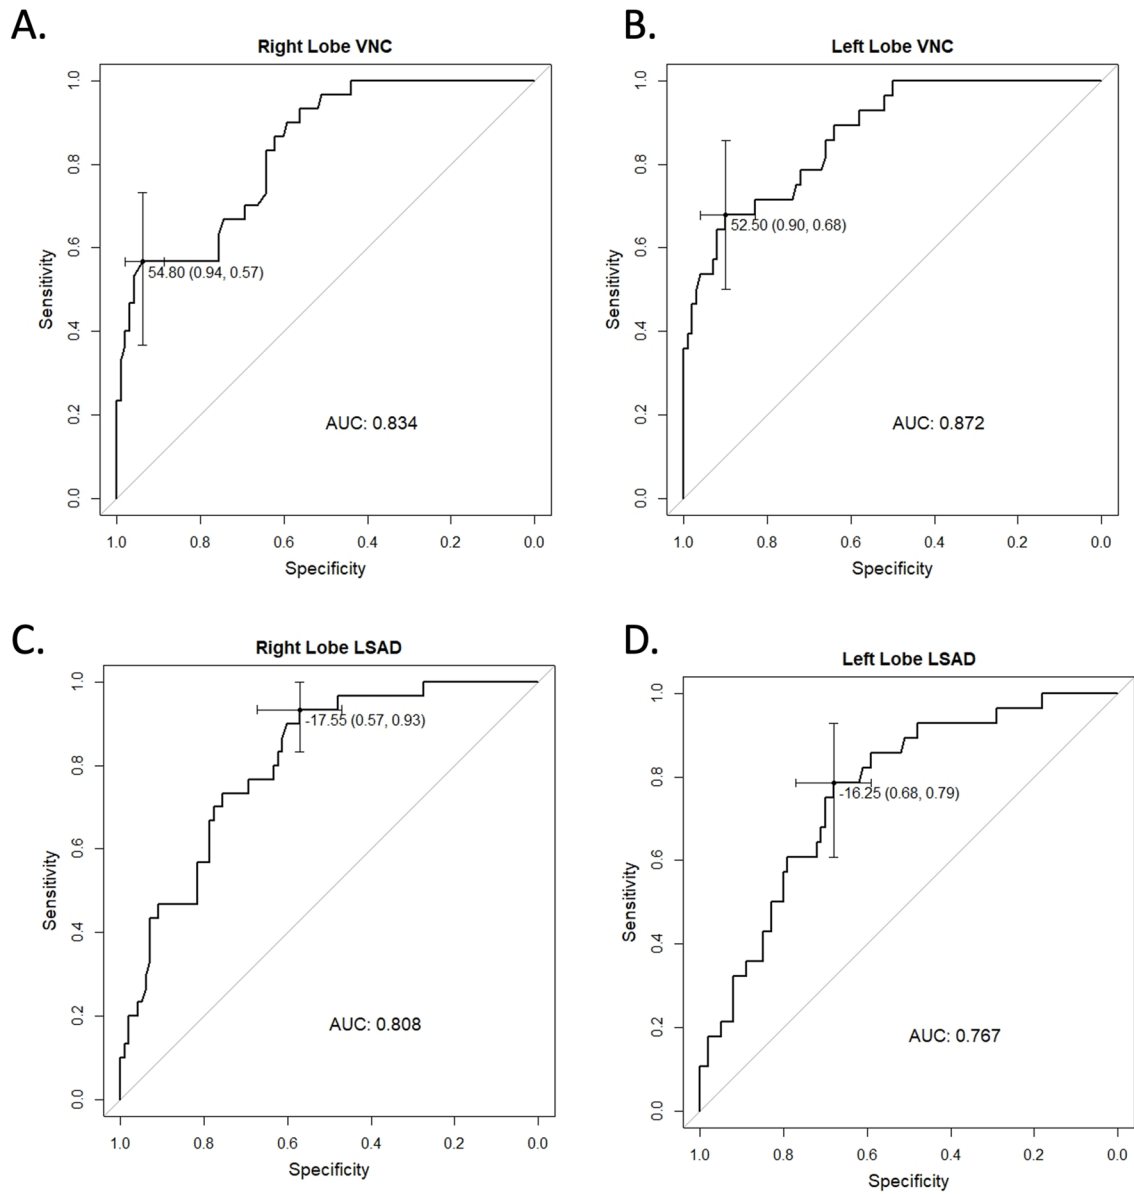 A.
Right Lobe VNC
Sensitivity
0.0 0.2 0.4 0.6 0.8 1.0
54.80 (0.94, 0.57)
AUC: 0.834
1.0 0.8 0.6 0.4 0.2 0.0
Specificity
B.
Left Lobe VNC
Sensitivity
0.0 0.2 0.4 0.6 0.8 1.0
52.50 (0.90, 0.68)
AUC: 0.872
1.0 0.8 0.6 0.4 0.2 0.0
Specificity
C.
Right Lobe LSAD
Sensitivity
0.0 0.2 0.4 0.6 0.8 1.0
-17.55 (0.57, 0.93)
AUC: 0.808
1.0 0.8 0.6 0.4 0.2 0.0
Specificity
D.
Left Lobe LSAD
Sensitivity
0.0 0.2 0.4 0.6 0.8 1.0
-16.25 (0.68, 0.79)
AUC: 0.767
1.0 0.8 0.6 0.4 0.2 0.0
Specificity